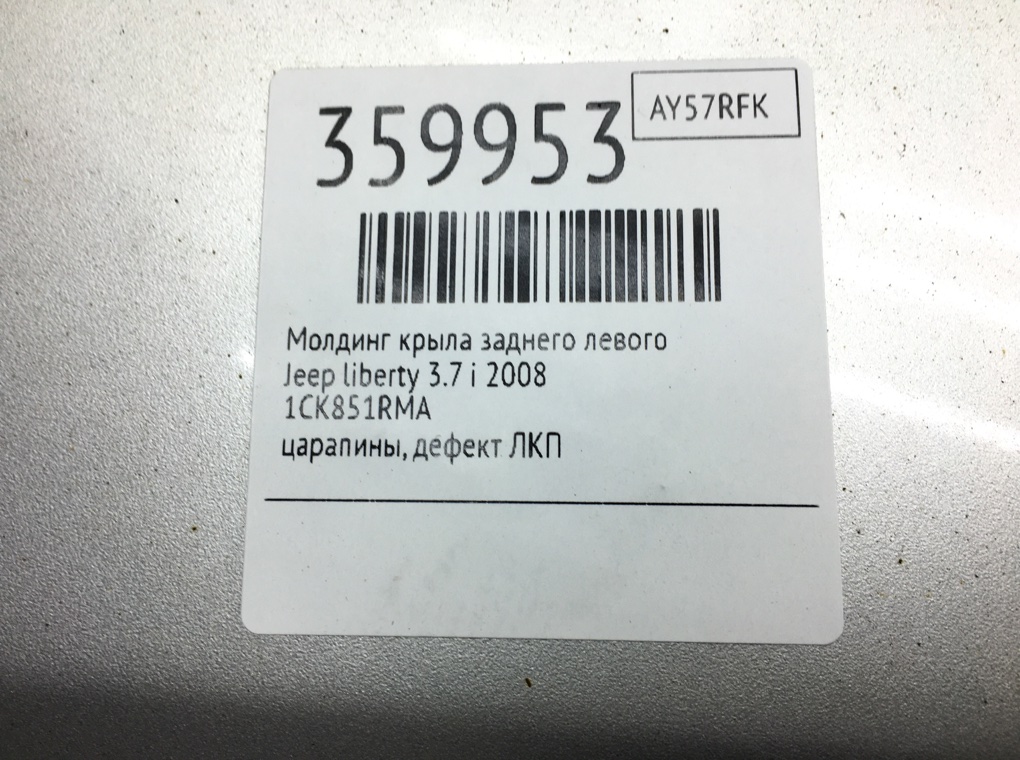 359953
AY57RFK
Молдинг крыла заднего левого
Jeep liberty 3.7 i 2008
1CK851RMA
царапины, дефект ЛКП